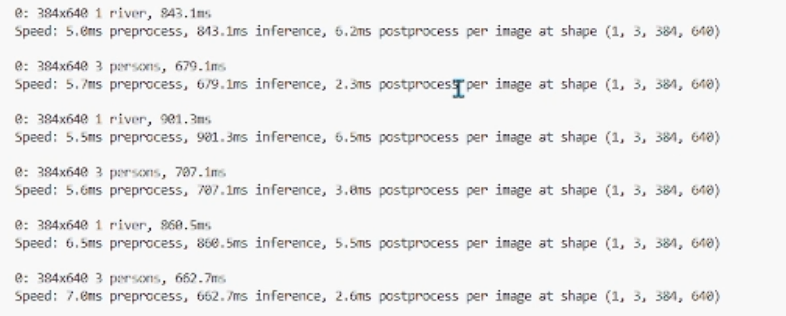 0: 384x640 1 river, 843.1ms
Speed: 5.0ms preprocess, 843.1ms inference, 6.2ms postprocess per image at shape (1, 3, 384, 640)
0: 384x640 3 persons, 679.1ms
Speed: 5.7ms preprocess, 679.1ms inference, 2.3ms postprocess per image at shape (1, 3, 384, 640)
0: 384x640 1 river, 901.3ms
Speed: 5.5ms preprocess, 901.3ms inference, 6.5ms postprocess per image at shape (1, 3, 384, 640)
0: 384x640 3 persons, 707.1ms
Speed: 5.6ms preprocess, 707.1ms inference, 3.0ms postprocess per image at shape (1, 3, 384, 640)
0: 384x640 1 river, 860.5ms
Speed: 6.5ms preprocess, 860.5ms inference, 5.5ms postprocess per image at shape (1, 3, 384, 640)
0: 384x640 3 persons, 662.7ms
Speed: 7.0ms preprocess, 662.7ms inference, 2.6ms postprocess per image at shape (1, 3, 384, 640)